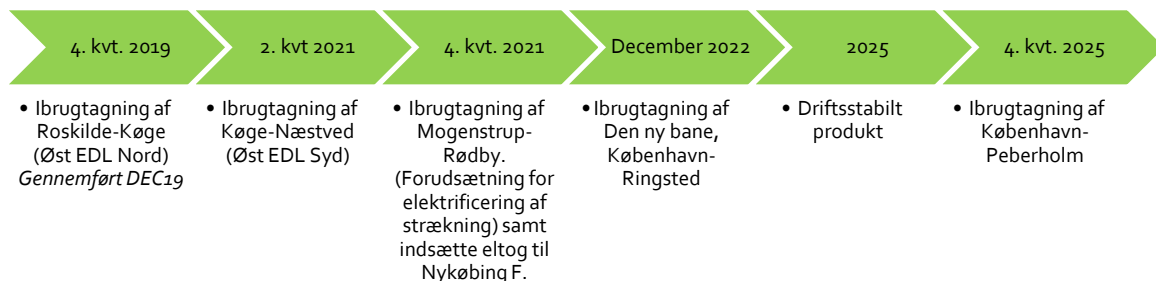 4. kvt. 2019
2. kvt 2021
4. kvt. 2021
December 2022
2025
4. kvt. 2025
• Ibrugtagning af
Roskilde-Køge
(Øst EDL Nord)
Gennemført DEC19
• Ibrugtagning af
Køge-Næstved
(Øst EDL Syd)
• Ibrugtagning af
Mogenstrup-
Rødby.
(Forudsætning for
elektrificering af
strækning) samt
indsætte eltog til
Nykøbing F.
• Ibrugtagning af
Den ny bane,
København-
Ringsted
• Driftsstabilt
produkt
• Ibrugtagning af
København-
Peberholm